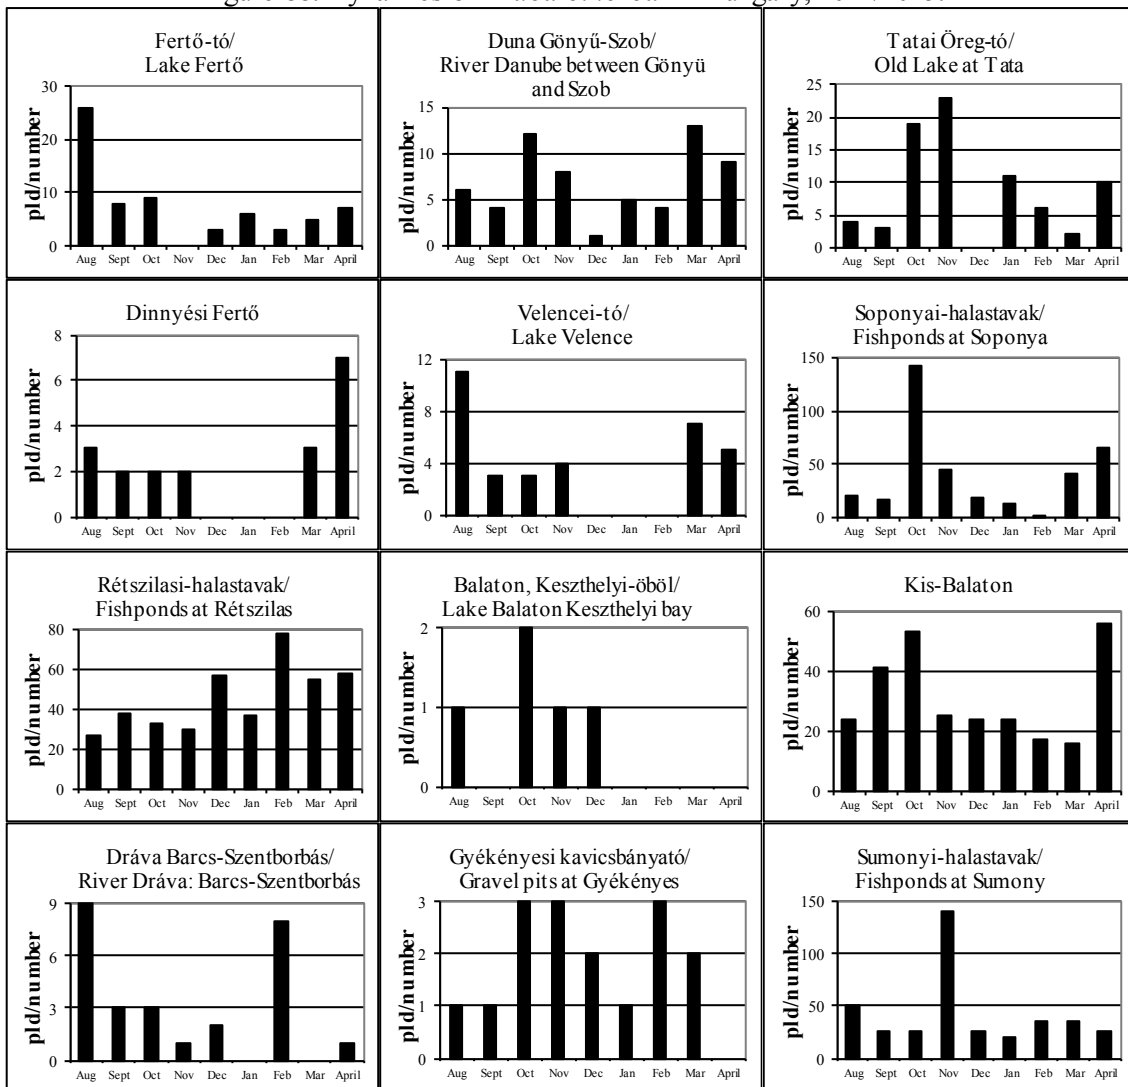 Fertő-tó/
Lake Fertő
pld/number
30
20
10
0
Aug Sept Oct Nov Dec Jan Feb Mar April
Duna Gönyű-Szob/
River Danube between Gönyü
and Szob
pld/number
15
10
5
0
Aug Sept Oct Nov Dec Jan Feb Mar April
Tatai Öreg-tó/
Old Lake at Tata
pld/number
25
20
15
10
5
0
Aug Sept Oct Nov Dec Jan Feb Mar April
Dinnyési Fertő
pld/number
8
6
4
2
0
Aug Sept Oct Nov Dec Jan Feb Mar April
Velencei-tó/
Lake Velence
pld/number
12
8
4
0
Aug Sept Oct Nov Dec Jan Feb Mar April
Soponyai-halastavak/
Fishponds at Soponya
pld/number
150
100
50
0
Aug Sept Oct Nov Dec Jan Feb Mar April
Rétszilasi-halastavak/
Fishponds at Rétszilas
pld/number
80
60
40
20
0
Aug Sept Oct Nov Dec Jan Feb Mar April
Balaton, Keszthelyi-öböl/
Lake Balaton Keszthelyi bay
pld/number
2
1
0
Aug Sept Oct Nov Dec Jan Feb Mar April
Kis-Balaton
pld/number
60
40
20
0
Aug Sept Oct Nov Dec Jan Feb Mar April
Dráva Barcs-Szentborbás/
River Dráva: Barcs-Szentborbás
pld/number
9
6
3
0
Aug Sept Oct Nov Dec Jan Feb Mar April
Gyékényesi kavicsbányató/
Gravel pits at Gyékényes
pld/number
3
2
1
0
Aug Sept Oct Nov Dec Jan Feb Mar April
Sumonyi-halastavak/
Fishponds at Sumony
pld/number
150
100
50
0
Aug Sept Oct Nov Dec Jan Feb Mar April